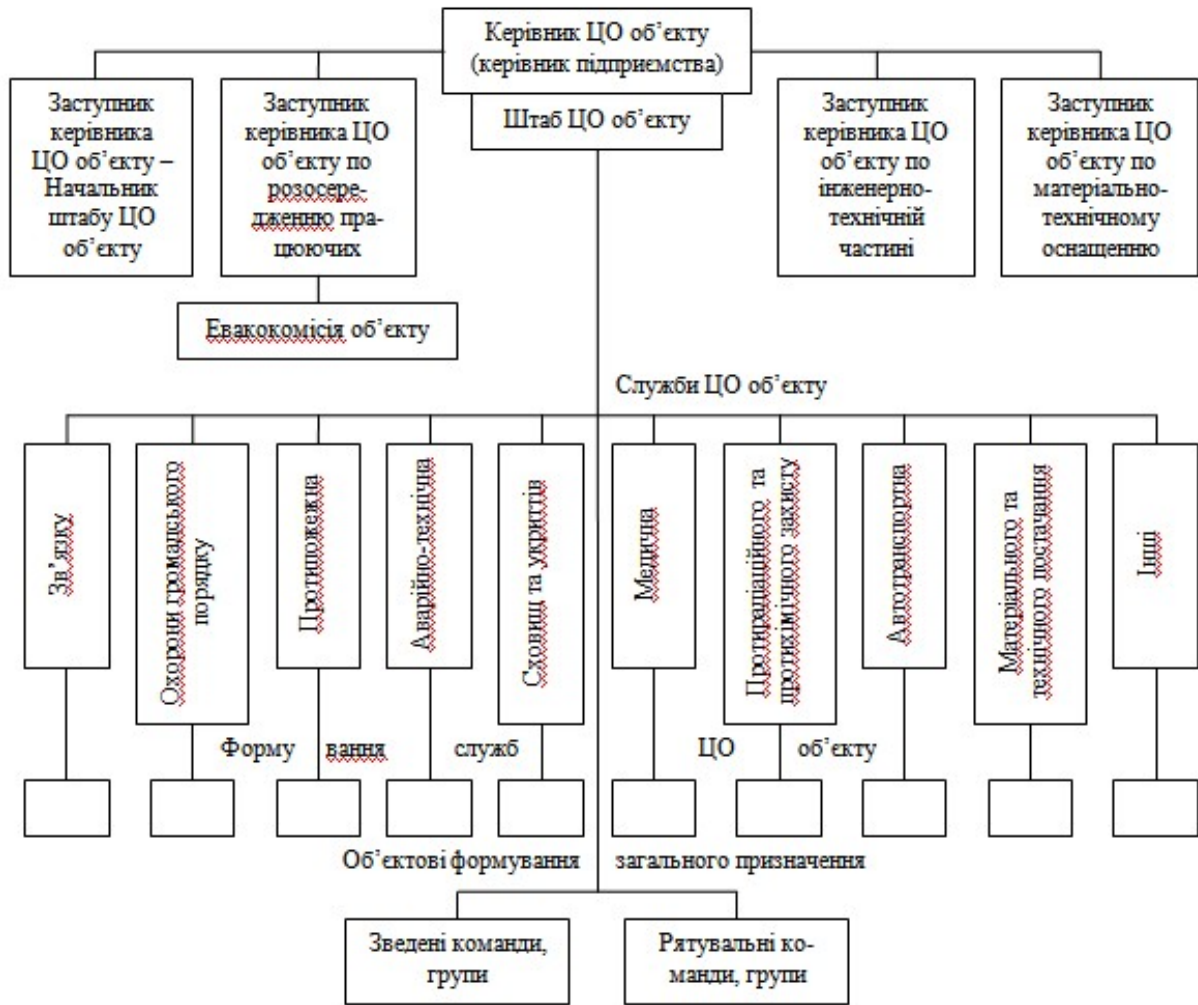 Керівник ЦО об’єкту
(керівник підприємства)
Штаб ЦО об’єкту
Заступник
керівника
ЦО об’єкту –
Начальник
штабу ЦО
об’єкту
Заступник
керівника ЦО
об’єкту по
розосере-
дженню пра-
цюючих
Заступник
керівника ЦО
об’єкту по
інженерно-
технічній
частині
Заступник
керівника ЦО
об’єкту по
матеріально-
технічному
оснащенню
Евакокомісія об’єкту
Служби ЦО об’єкту
Зв’язку
Охорони громадського
порядку
Протипожежна
Аварійно-технічна
Сховищ та укриттів
Медична
Протирадіаційного та
протихімічного захисту
Автотранспортна
Матеріального та
технічного постачання
Інші
Форму вання служб ЦО об’єкту
Об’єктові формування загального призначення
Зведені команди,
групи
Рятувальні ко-
манди, групи